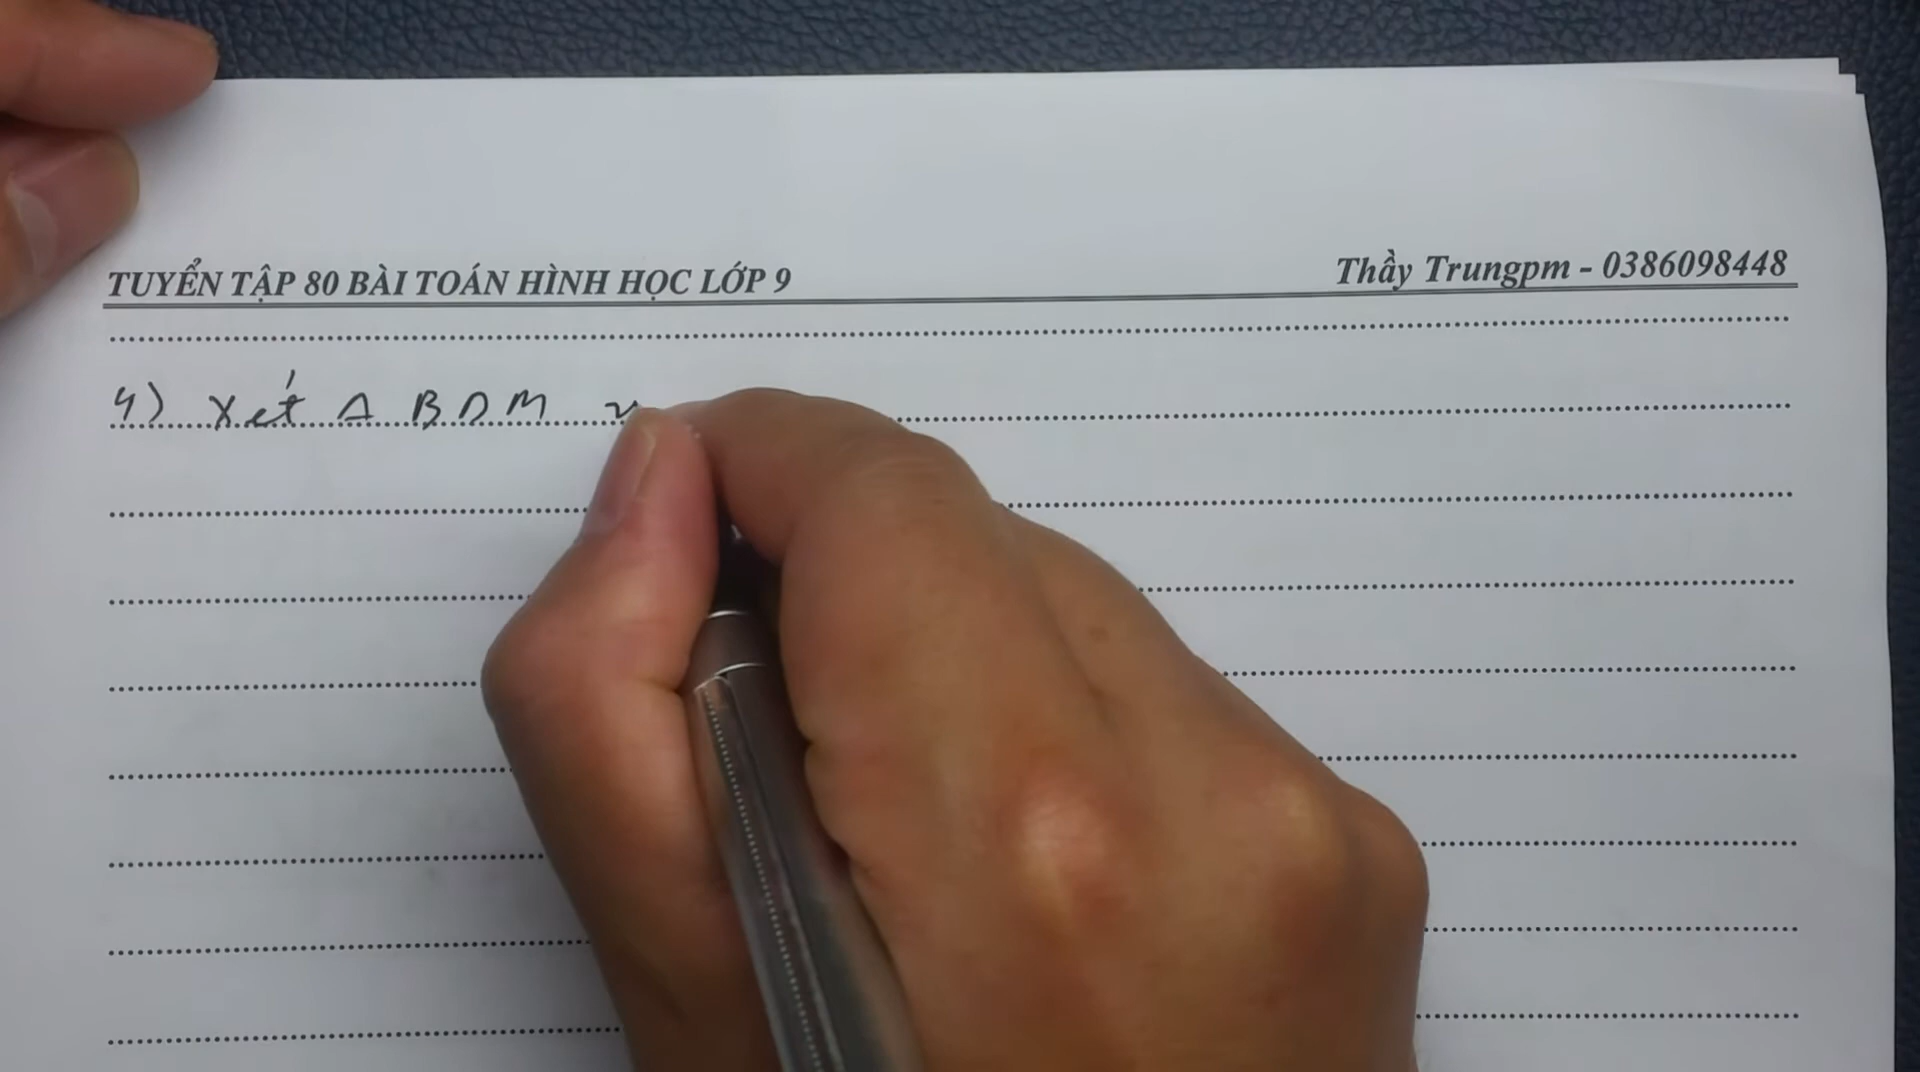 TUYỂN TẬP 80 BÀI TOÁN HÌNH HỌC LỚP 9
Thầy Trungpm - 0386098448
4) Xét Δ BDM